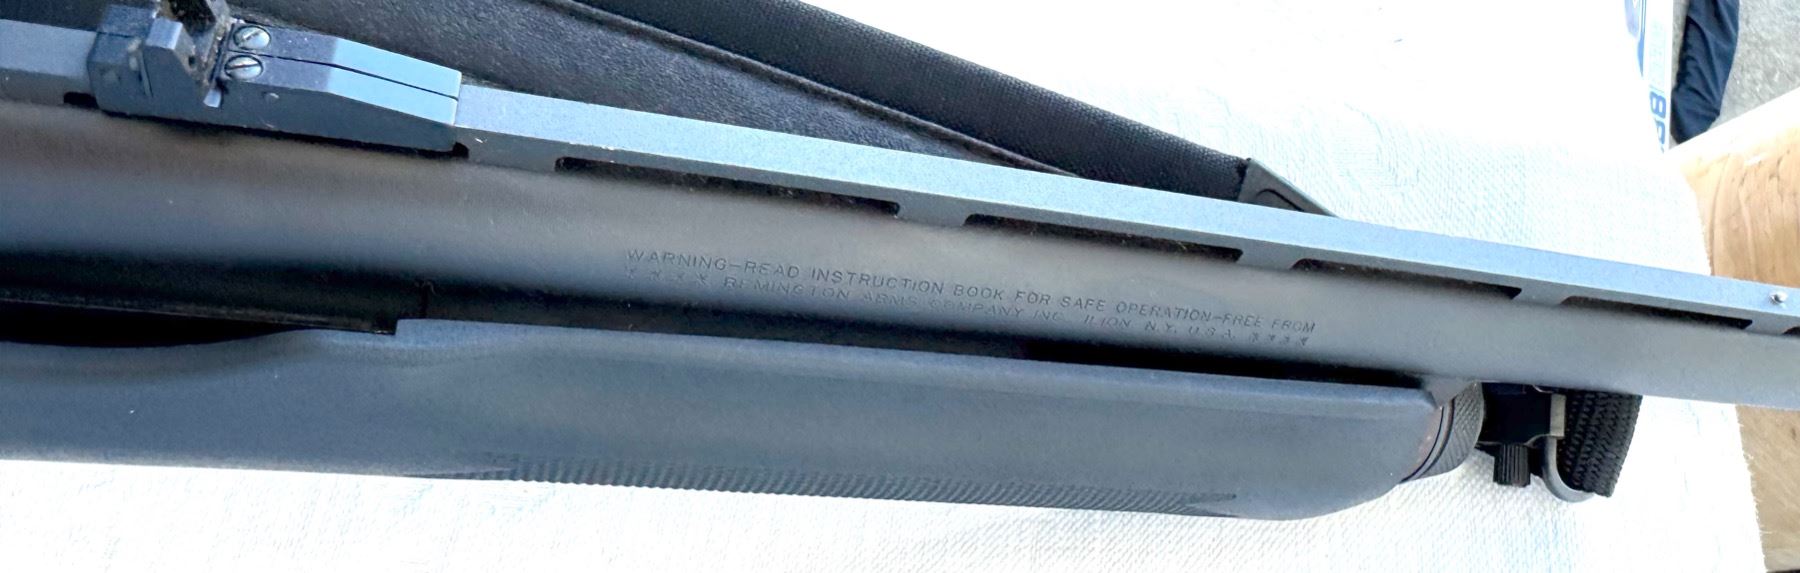 WARNING-READ INSTRUCTION BOOK FOR SAFE OPERATION-FREE FROM
**** REMINGTON ARMS COMPANY INC. ILION N.Y. U.S.A. ****